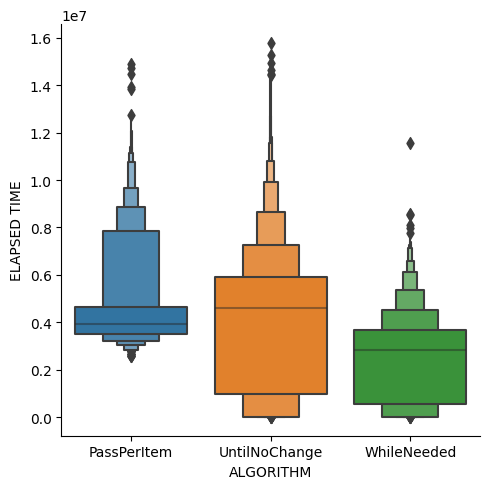 1e7
1.6
1.4
1.2
1.0
0.8
0.6
0.4
0.2
0.0
ELAPSED TIME
PassPerItem UntilNoChange WhileNeeded
ALGORITHM